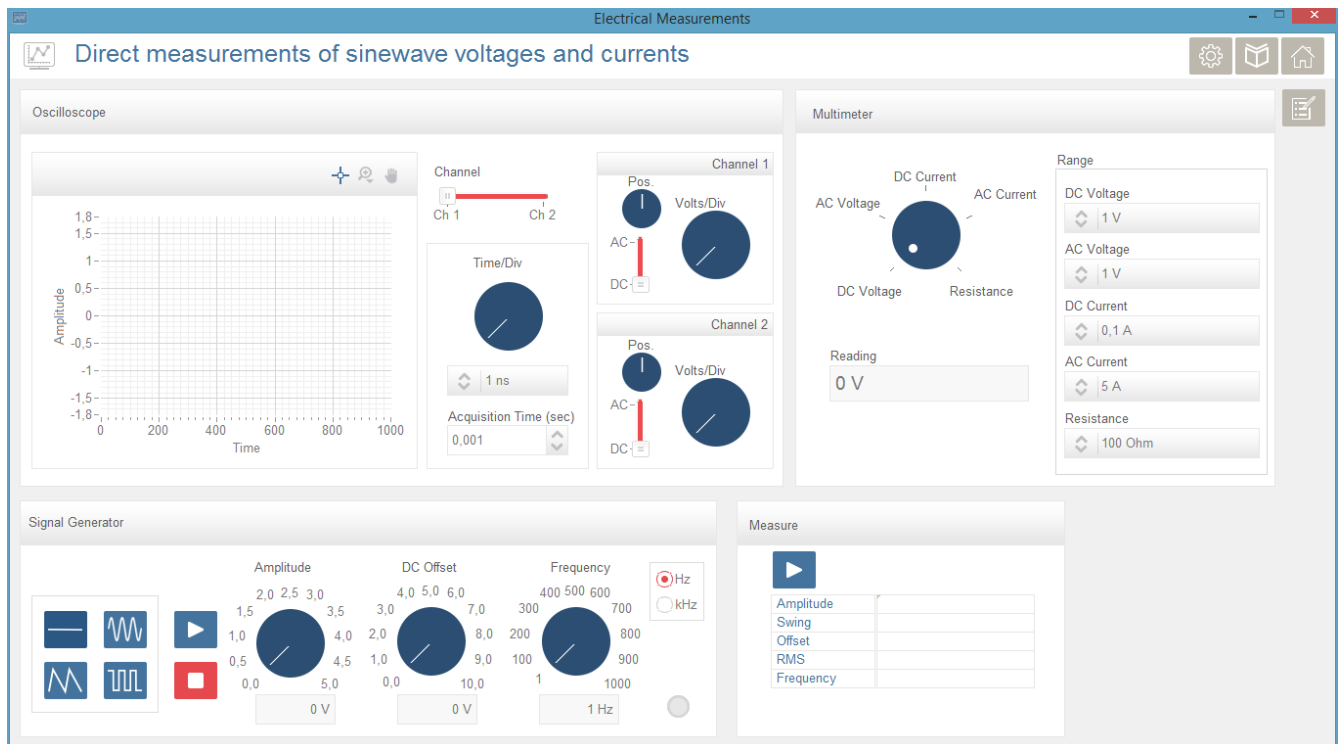 Electrical Measurements
Direct measurements of sinewave voltages and currents
Oscilloscope
1,8
1,5
1
0,5
0
-0,5
-1
-1,5
-1,8
Amplitude
0 200 400 600 800 1000
Time
Channel
Ch 1 Ch 2
Time/Div
1 ns
Acquisition Time (sec)
0,001
Channel 1
Pos.
Volts/Div
AC
DC
Channel 2
Pos.
Volts/Div
AC
DC
Multimeter
DC Current
AC Voltage AC Current
DC Voltage Resistance
Reading
0 V
Range
DC Voltage
1 V
AC Voltage
1 V
DC Current
0,1 A
AC Current
5 A
Resistance
100 Ohm
Signal Generator
Amplitude
2,0 2,5 3,0
1,5 3,5
1,0 4,0
0,5 4,5
0,0 5,0
0 V
DC Offset
4,0 5,0 6,0
3,0 7,0
2,0 8,0
1,0 9,0
0,0 10,0
0 V
Frequency
400 500 600
300 700
200 800
100 900
1 1000
1 Hz
Hz
kHz
Measure
Amplitude
Swing
Offset
RMS
Frequency